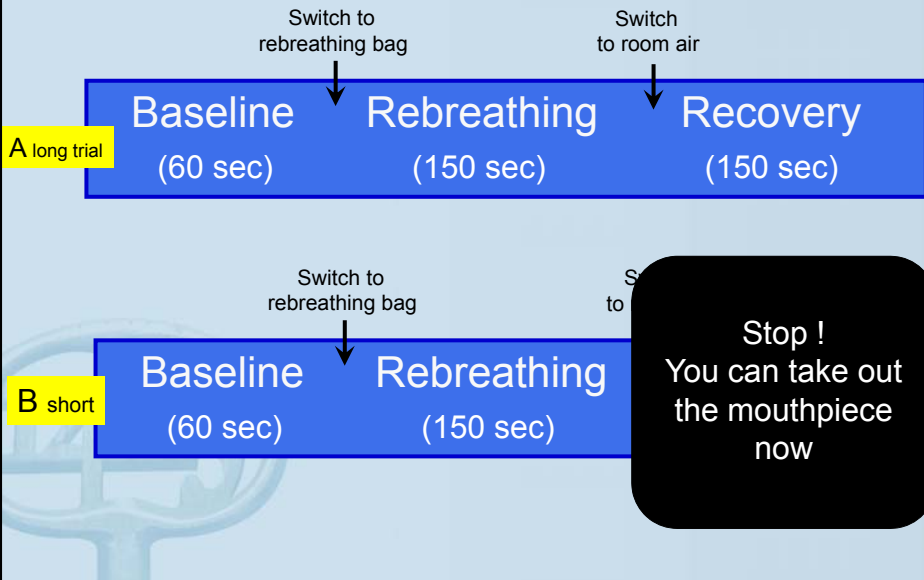 Switch to
rebreathing bag
Switch
to room air
A long trial
Baseline
Rebreathing
Recovery
(60 sec)
(150 sec)
(150 sec)
Switch to
rebreathing bag
to
B short
Baseline
Rebreathing
(60 sec)
(150 sec)
Stop !
You can take out
the mouthpiece
now